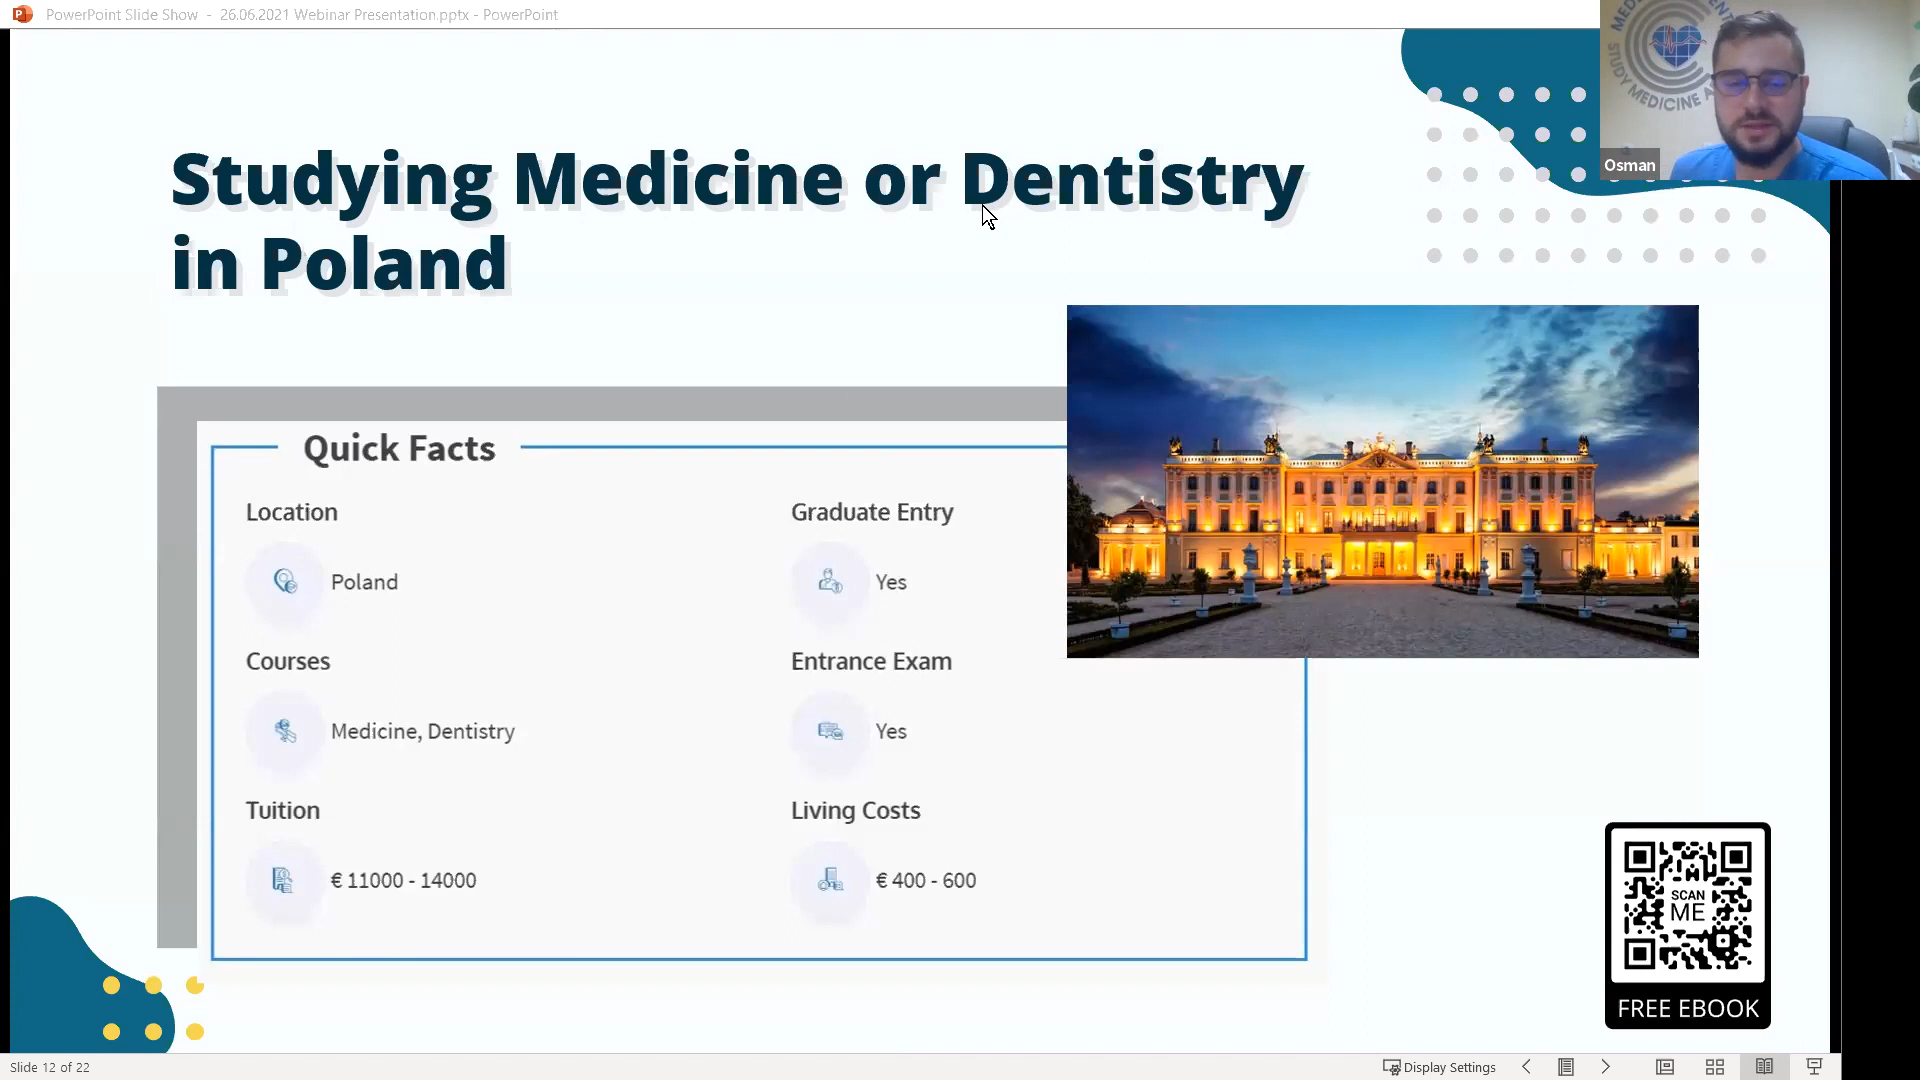 PowerPoint Slide Show - 26.06.2021 Webinar Presentation.pptx - PowerPoint
STUDY MEDICINE
Osman
Studying Medicine or Dentistry
in Poland
Quick Facts
Location
Poland
Graduate Entry
Yes
Courses
Medicine, Dentistry
Entrance Exam
Yes
Tuition
€ 11000 - 14000
Living Costs
€ 400 - 600
SCAN
ME
FREE EBOOK
Slide 12 of 22
Display Settings